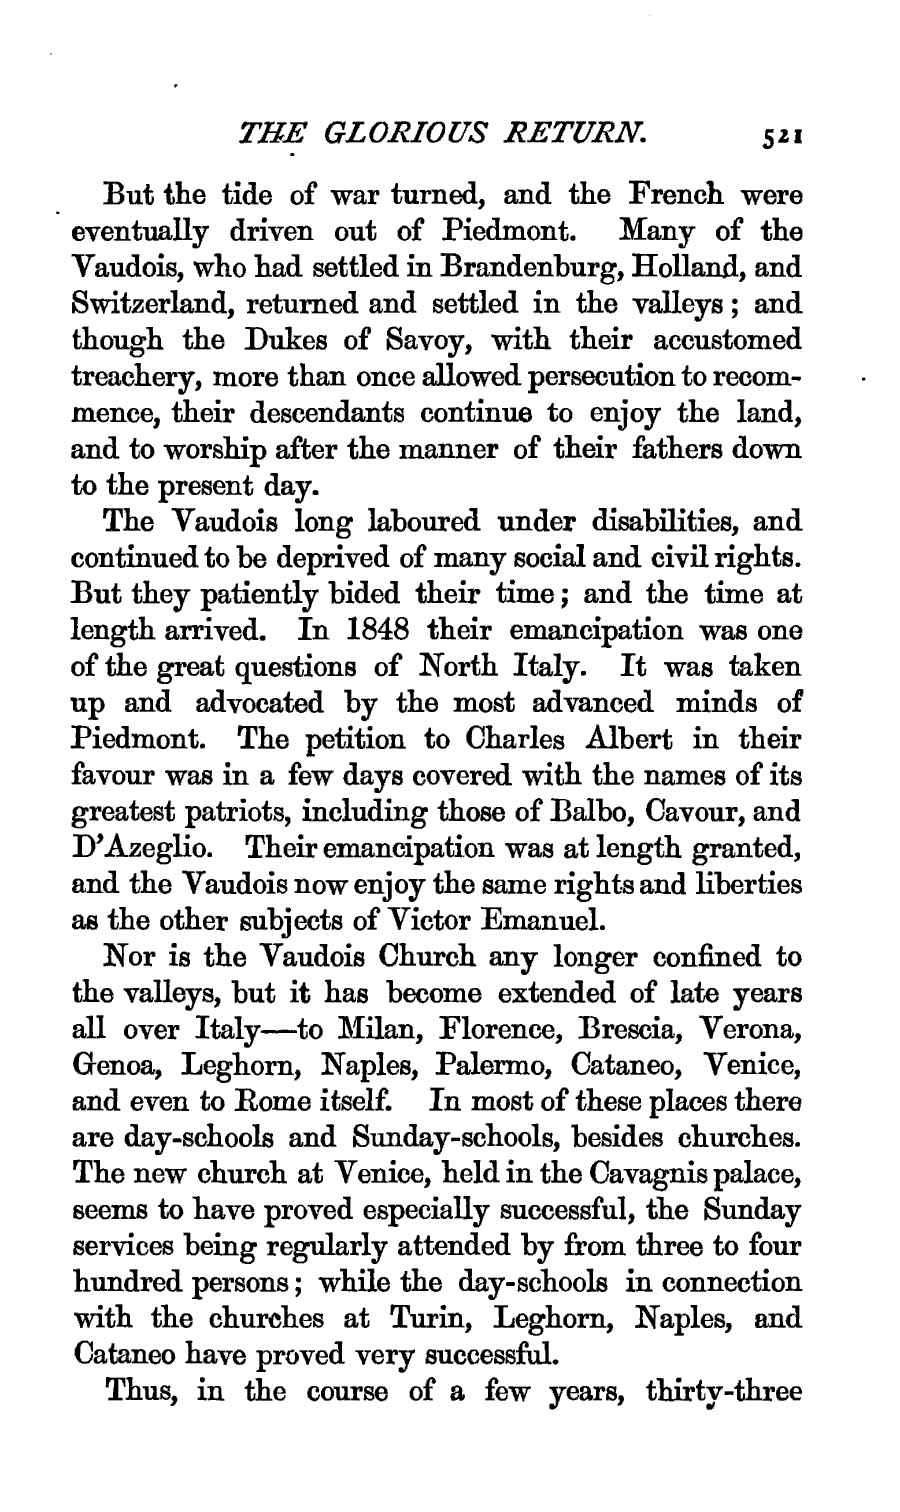 THE GLORIOUS RETURN. 521
But the tide of war turned, and the French were
eventually driven out of Piedmont. Many of the
Vaudois, who had settled in Brandenburg, Holland, and
Switzerland, returned and settled in the valleys; and
though the Dukes of Savoy, with their accustomed
treachery, more than once allowed persecution to recom-
mence, their descendants continue to enjoy the land,
and to worship after the manner of their fathers down
to the present day.
The Vaudois long laboured under disabilities, and
continued to be deprived of many social and civil rights.
But they patiently bided their time; and the time at
length arrived. In 1848 their emancipation was one
of the great questions of North Italy. It was taken
up and advocated by the most advanced minds of
Piedmont. The petition to Charles Albert in their
favour was in a few days covered with the names of its
greatest patriots, including those of Balbo, Cavour, and
D'Azeglio. Their emancipation was at length granted,
and the Vaudois now enjoy the same rights and liberties
as the other subjects of Victor Emanuel.
Nor is the Vaudois Church any longer confined to
the valleys, but it has become extended of late years
all over Italy—to Milan, Florence, Brescia, Verona,
Genoa, Leghorn, Naples, Palermo, Cataneo, Venice,
and even to Rome itself. In most of these places there
are day-schools and Sunday-schools, besides churches.
The new church at Venice, held in the Cavagnis palace,
seems to have proved especially successful, the Sunday
services being regularly attended by from three to four
hundred persons; while the day-schools in connection
with the churches at Turin, Leghorn, Naples, and
Cataneo have proved very successful.
Thus, in the course of a few years, thirty-three